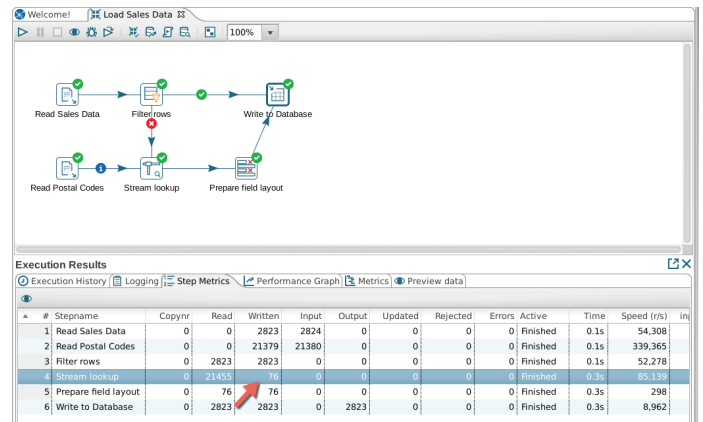 Welcome! Load Sales Data
100%
Read Sales Data Filter rows Write to Database
Read Postal Codes Stream lookup Prepare field layout
Execution Results
Execution History Logging Step Metrics Performance Graph Metrics Preview data
# Stepname Copynr Read Written Input Output Updated Rejected Errors Active Time Speed (r/s) inp
1 Read Sales Data 0 0 2823 2824 0 0 0 0 Finished 0.1s 54,308
2 Read Postal Codes 0 0 21379 21380 0 0 0 0 Finished 0.1s 339,365
3 Filter rows 0 2823 2823 0 0 0 0 0 Finished 0.1s 52,278
4 Stream lookup 0 21455 76 0 0 0 0 0 Finished 0.3s 85,139
5 Prepare field layout 0 76 76 0 0 0 0 0 Finished 0.3s 298
6 Write to Database 0 2823 2823 0 2823 0 0 0 Finished 0.3s 8,962